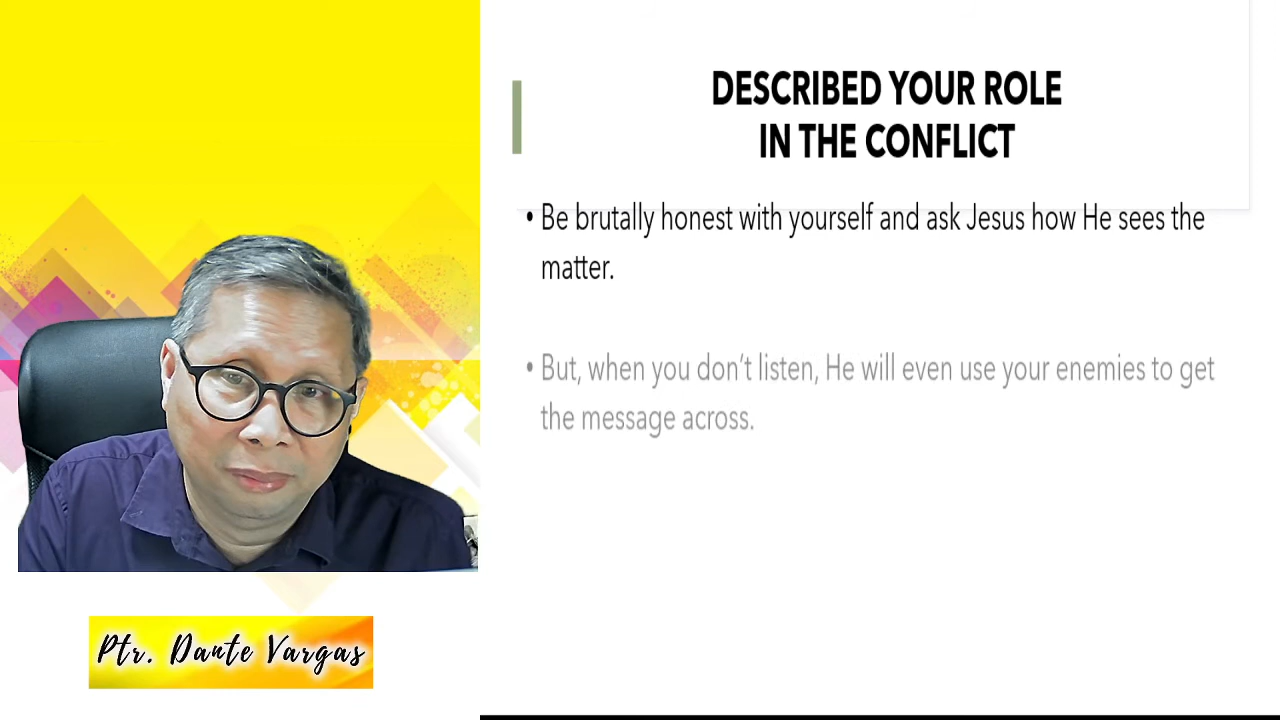 DESCRIBED YOUR ROLE
IN THE CONFLICT
• Be brutally honest with yourself and ask Jesus how He sees the
matter.
• But, when you don’t listen, He will even use your enemies to get
the message across.
Ptr. Dante Vargas